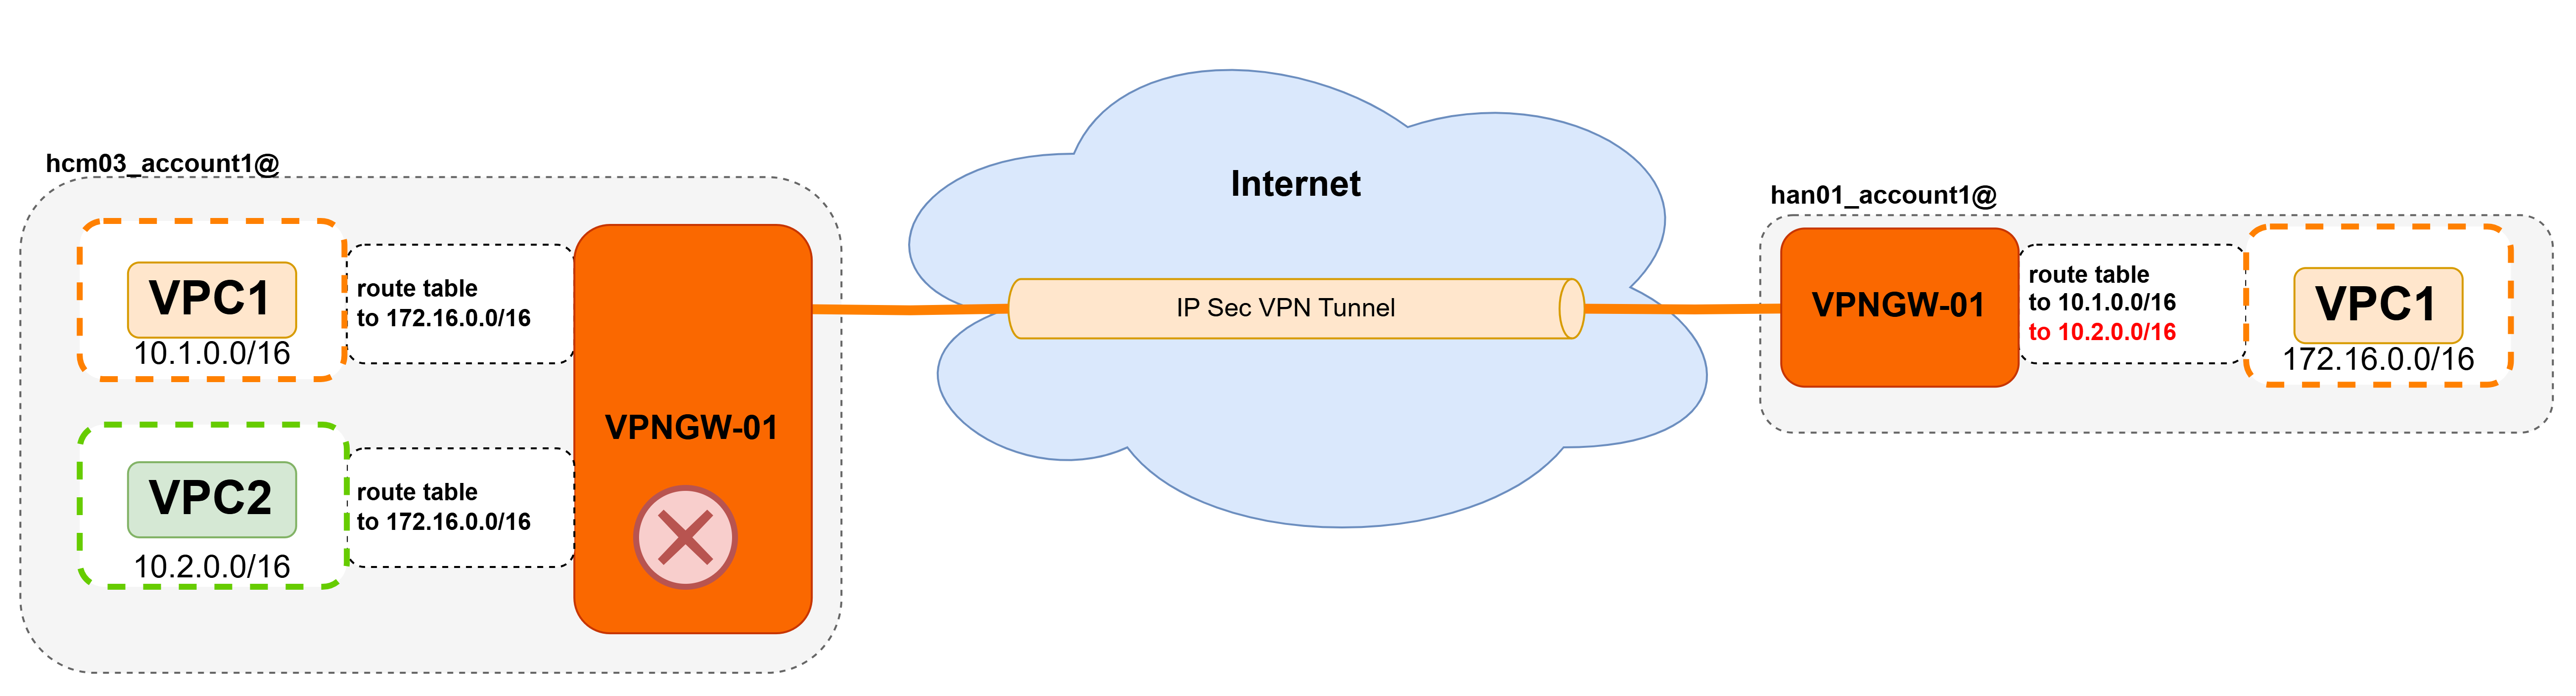 hcm03_account1@
VPC1
10.1.0.0/16
route table
to 172.16.0.0/16
VPC2
10.2.0.0/16
route table
to 172.16.0.0/16
VPNGW-01
Internet
IP Sec VPN Tunnel
han01_account1@
VPNGW-01
route table
to 10.1.0.0/16
to 10.2.0.0/16
VPC1
172.16.0.0/16